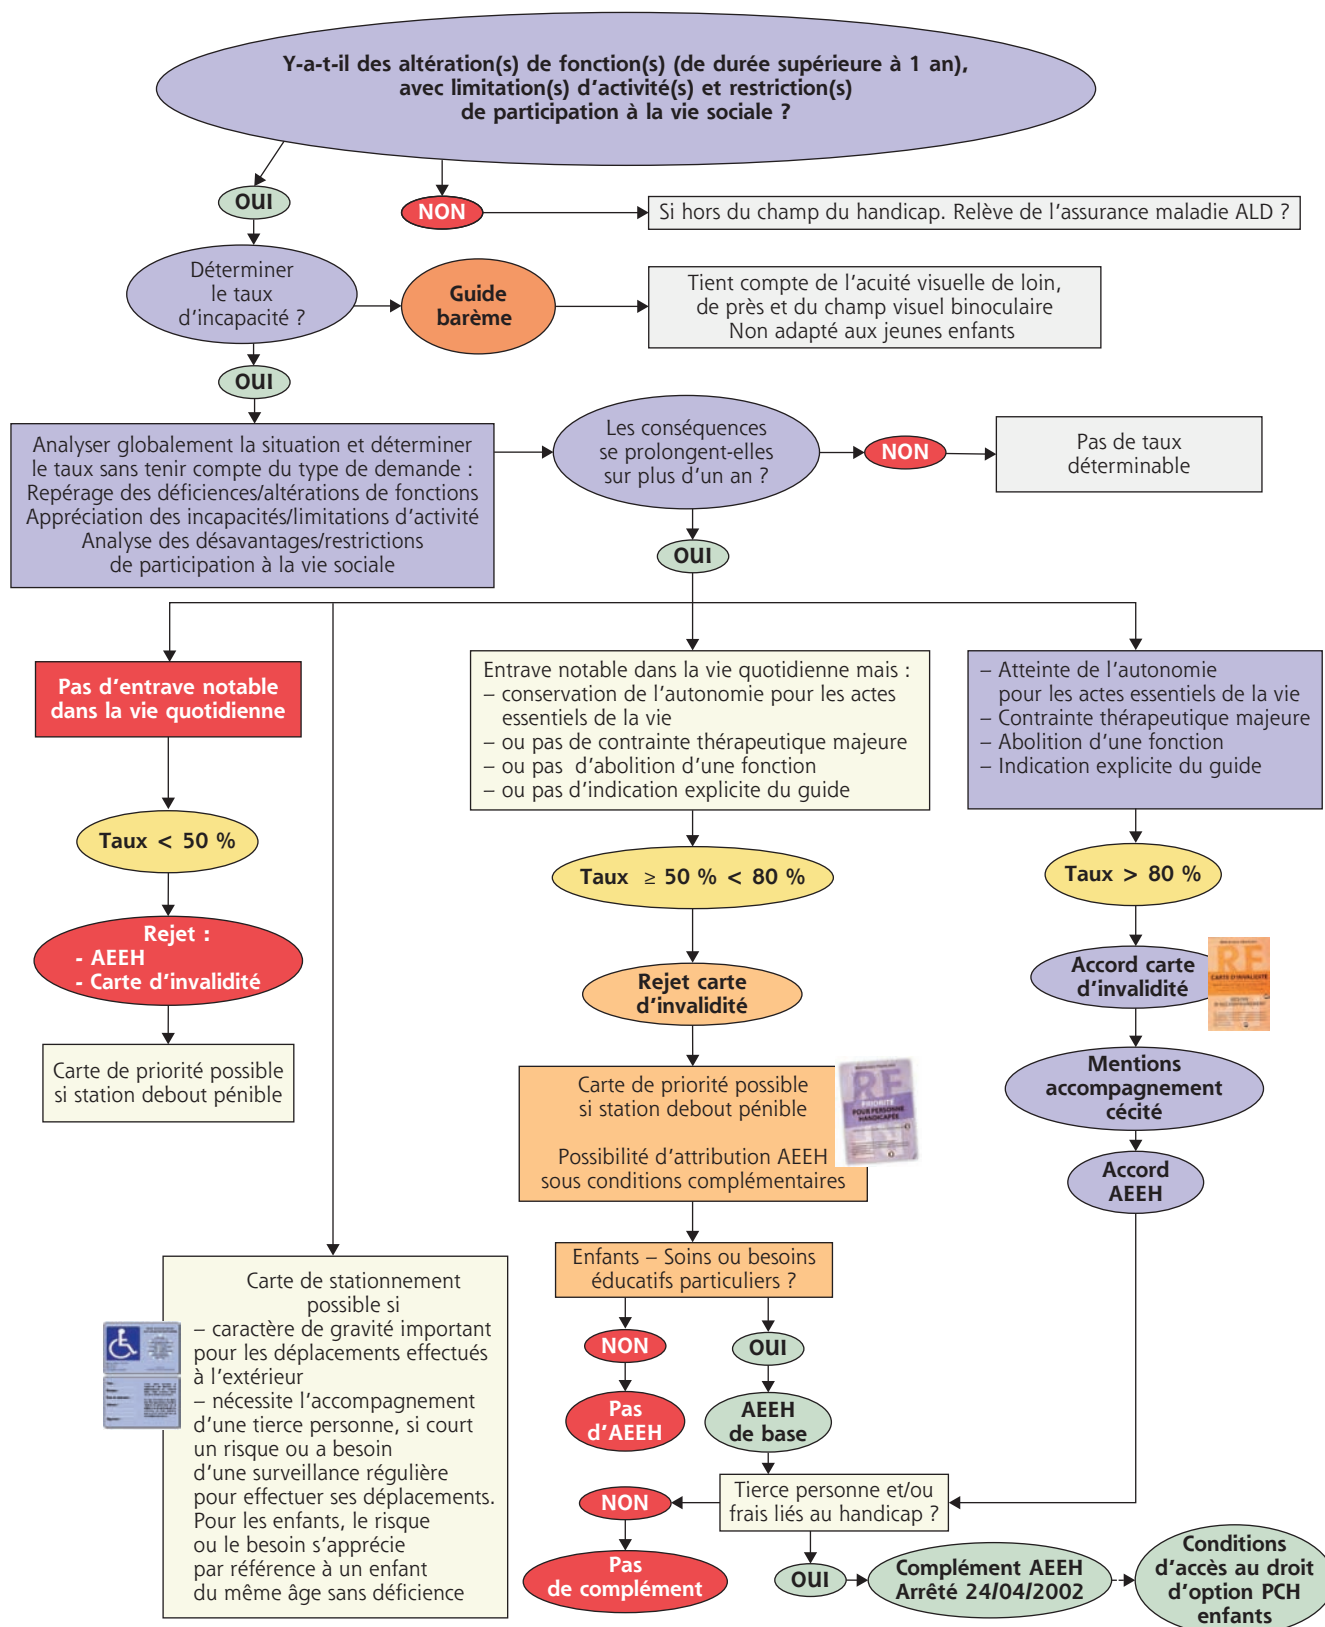 Y-a-t-il des altération(s) de fonction(s) (de durée supérieure à 1 an),
avec limitation(s) d'activité(s) et restriction(s)
de participation à la vie sociale ?
OUI
NON
Si hors du champ du handicap. Relève de l'assurance maladie ALD ?
Déterminer
le taux
d'incapacité ?
Guide
barème
Tient compte de l'acuité visuelle de loin,
de près et du champ visuel binoculaire
Non adapté aux jeunes enfants
OUI
Analyser globalement la situation et déterminer
le taux sans tenir compte du type de demande :
Repérage des déficiences/altérations de fonctions
Appréciation des incapacités/limitations d'activité
Analyse des désavantages/restrictions
de participation à la vie sociale
Les conséquences
se prolongent-elles
sur plus d'un an ?
NON
Pas de taux
déterminable
OUI
Pas d'entrave notable
dans la vie quotidienne
Entrave notable dans la vie quotidienne mais :
– conservation de l'autonomie pour les actes
essentiels de la vie
– ou pas de contrainte thérapeutique majeure
– ou pas d'abolition d'une fonction
– ou pas d'indication explicite du guide
– Atteinte de l'autonomie
pour les actes essentiels de la vie
– Contrainte thérapeutique majeure
– Abolition d'une fonction
– Indication explicite du guide
Taux < 50 %
Taux ≥ 50 % < 80 %
Taux > 80 %
Rejet :
- AEEH
- Carte d'invalidité
Rejet carte
d'invalidité
Accord carte
d'invalidité
RF
CARTE D'INVALIDITÉ
Carte de priorité possible
si station debout pénible
Carte de priorité possible
si station debout pénible
Possibilité d'attribution AEEH
sous conditions complémentaires
RF
PRIORITÉ
POUR PERSONNE
HANDICAPÉE
Mentions
accompagnement
cécité
Accord
AEEH
Enfants – Soins ou besoins
éducatifs particuliers ?
NON
OUI
Pas
d'AEEH
AEEH
de base
Carte de stationnement
possible si
– caractère de gravité important
pour les déplacements effectués
à l'extérieur
– nécessite l'accompagnement
d'une tierce personne, si court
un risque ou a besoin
d'une surveillance régulière
pour effectuer ses déplacements.
Pour les enfants, le risque
ou le besoin s'apprécie
par référence à un enfant
du même âge sans déficience
Tierce personne et/ou
frais liés au handicap ?
NON
Pas
de complément
OUI
Complément AEEH
Arrêté 24/04/2002
Conditions
d'accès au droit
d'option PCH
enfants